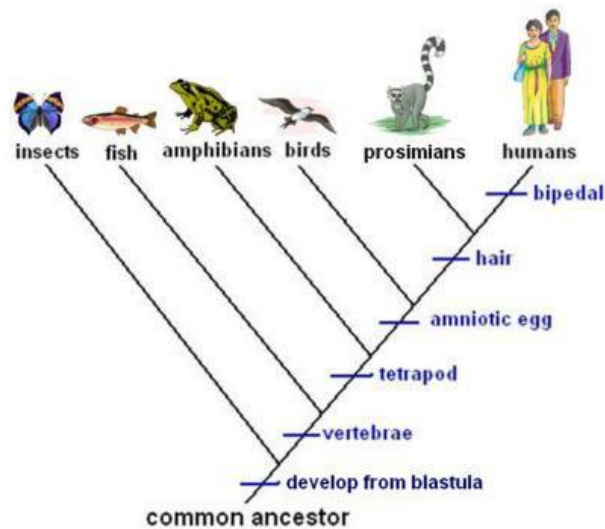 insects
fish
amphibians
birds
prosimians
humans
bipedal
hair
amniotic egg
tetrapod
vertebrae
develop from blastula
common ancestor